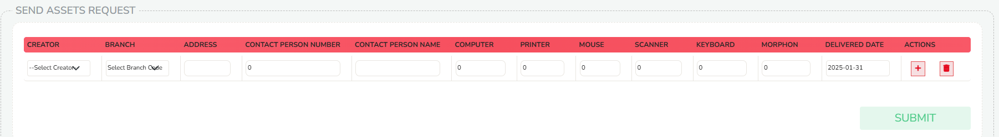 SEND ASSETS REQUEST
CREATOR BRANCH ADDRESS CONTACT PERSON NUMBER CONTACT PERSON NAME COMPUTER PRINTER MOUSE SCANNER KEYBOARD MORPHON DELIVERED DATE ACTIONS
--Select Creator Select Branch Code 0 0 0 0 0 0 0 2025-01-31 +
SUBMIT